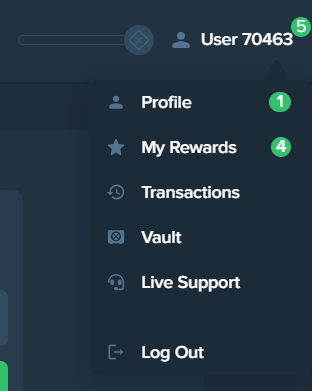 User 70463 5
Profile 1
My Rewards 4
Transactions
Vault
Live Support
Log Out